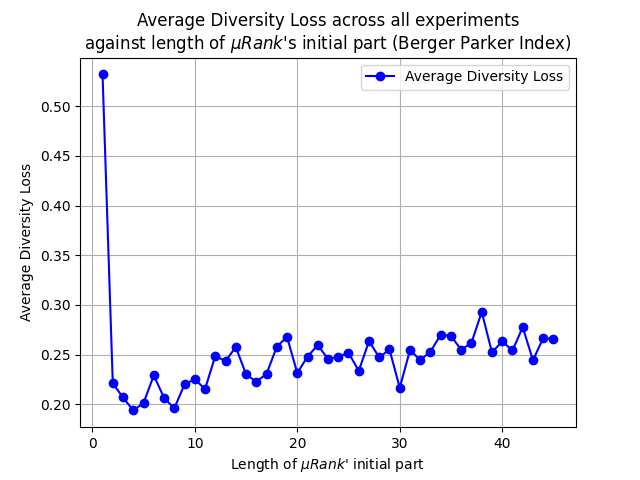 Average Diversity Loss across all experiments
against length of μRank's initial part (Berger Parker Index)
Average Diversity Loss
0.50
0.45
0.40
0.35
0.30
0.25
0.20
Average Diversity Loss
0 10 20 30 40
Length of μRank' initial part